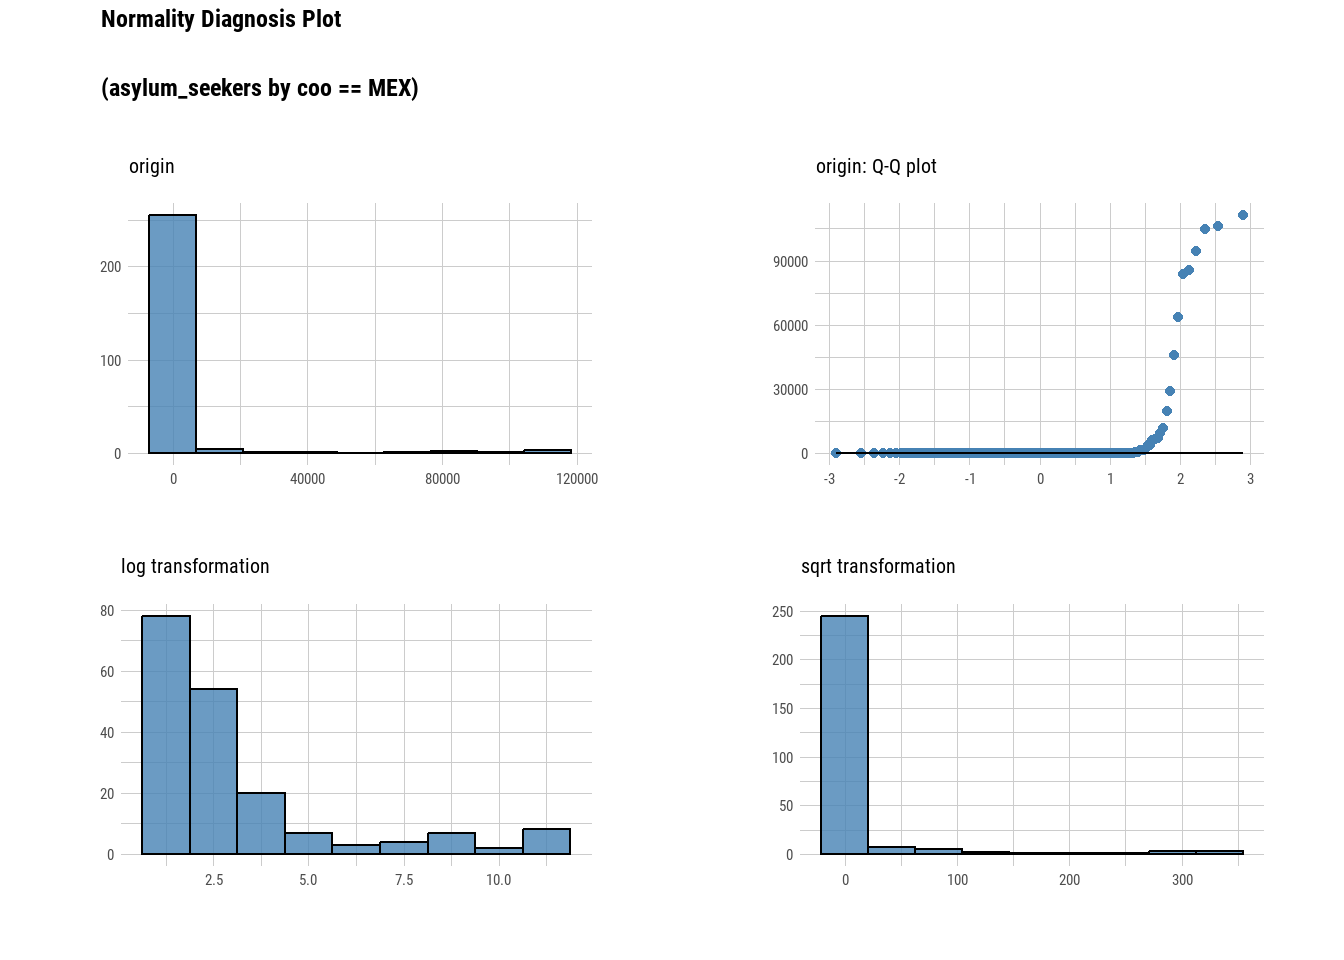 Normality Diagnosis Plot
(asylum_seekers by coo == MEX)
origin
200
100
0
0 40000 80000 120000
origin: Q-Q plot
90000
60000
30000
0
-3 -2 -1 0 1 2 3
log transformation
80
60
40
20
0
2.5 5.0 7.5 10.0
sqrt transformation
250
200
150
100
50
0
0 100 200 300